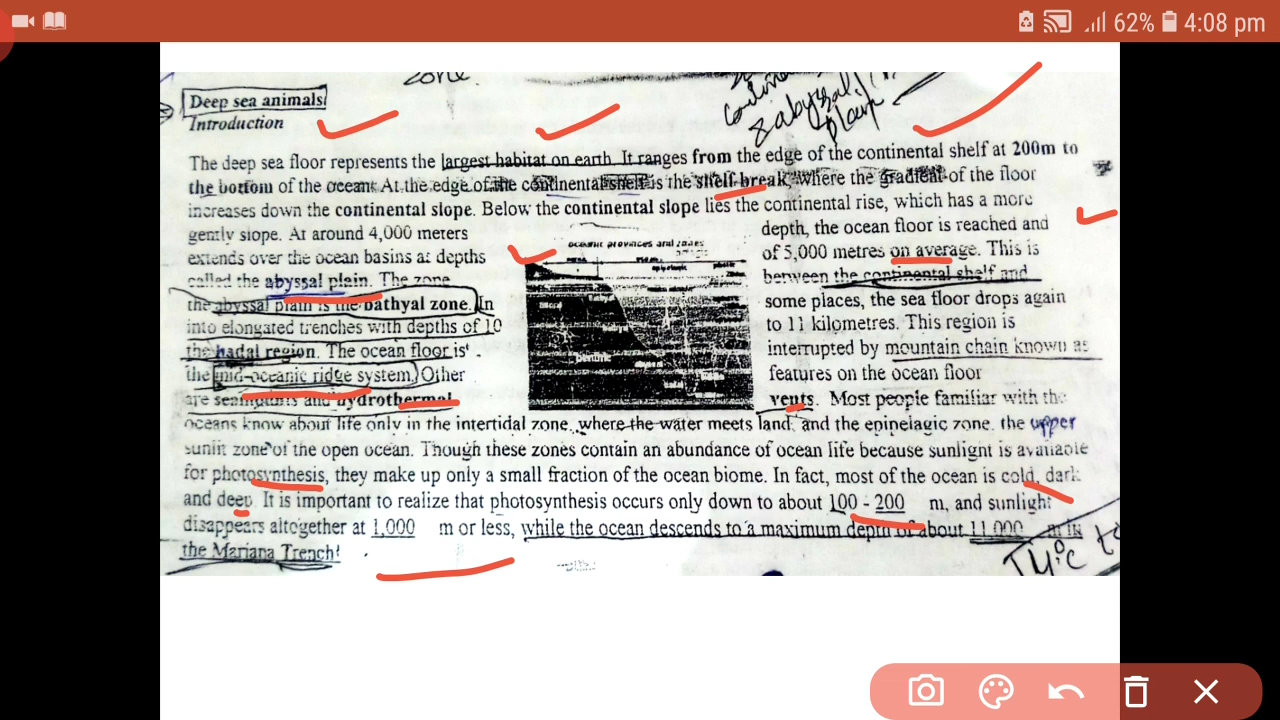 62% 4:08 pm
zone.
abyssal
plain
Deep sea animals
Introduction
The deep sea floor represents the largest habitat on earth. It ranges from the edge of the continental shelf at 200m to
the bottom of the ocean. At the edge of the continental shelf is the shelf break, where the gradient of the floor
increases down the continental slope. Below the continental slope lies the continental rise, which has a more
gently slope. At around 4,000 meters depth, the ocean floor is reached and
extends over the ocean basins at depths of 5,000 metres on average. This is
called the abyssal plain. The zone between the continental shelf and
the abyssal plain is the bathyal zone. In some places, the sea floor drops again
into elongated trenches with depths of 10 to 11 kilometres. This region is
the hadal region. The ocean floor is interrupted by mountain chain known as
the mid-oceanic ridge system. Other features on the ocean floor
are seamounts and hydrothermal vents. Most people familiar with the
oceanic provinces and zones
benthic
oceans know about life only in the intertidal zone, where the water meets land, and the epipelagic zone, the upper
sunlit zone of the open ocean. Though these zones contain an abundance of ocean life because sunlight is available
for photosynthesis, they make up only a small fraction of the ocean biome. In fact, most of the ocean is cold, dark
and deep. It is important to realize that photosynthesis occurs only down to about 100 - 200 m, and sunlight
disappears altogether at 1,000 m or less, while the ocean descends to a maximum depth of about 11,000 m in
the Mariana Trench!